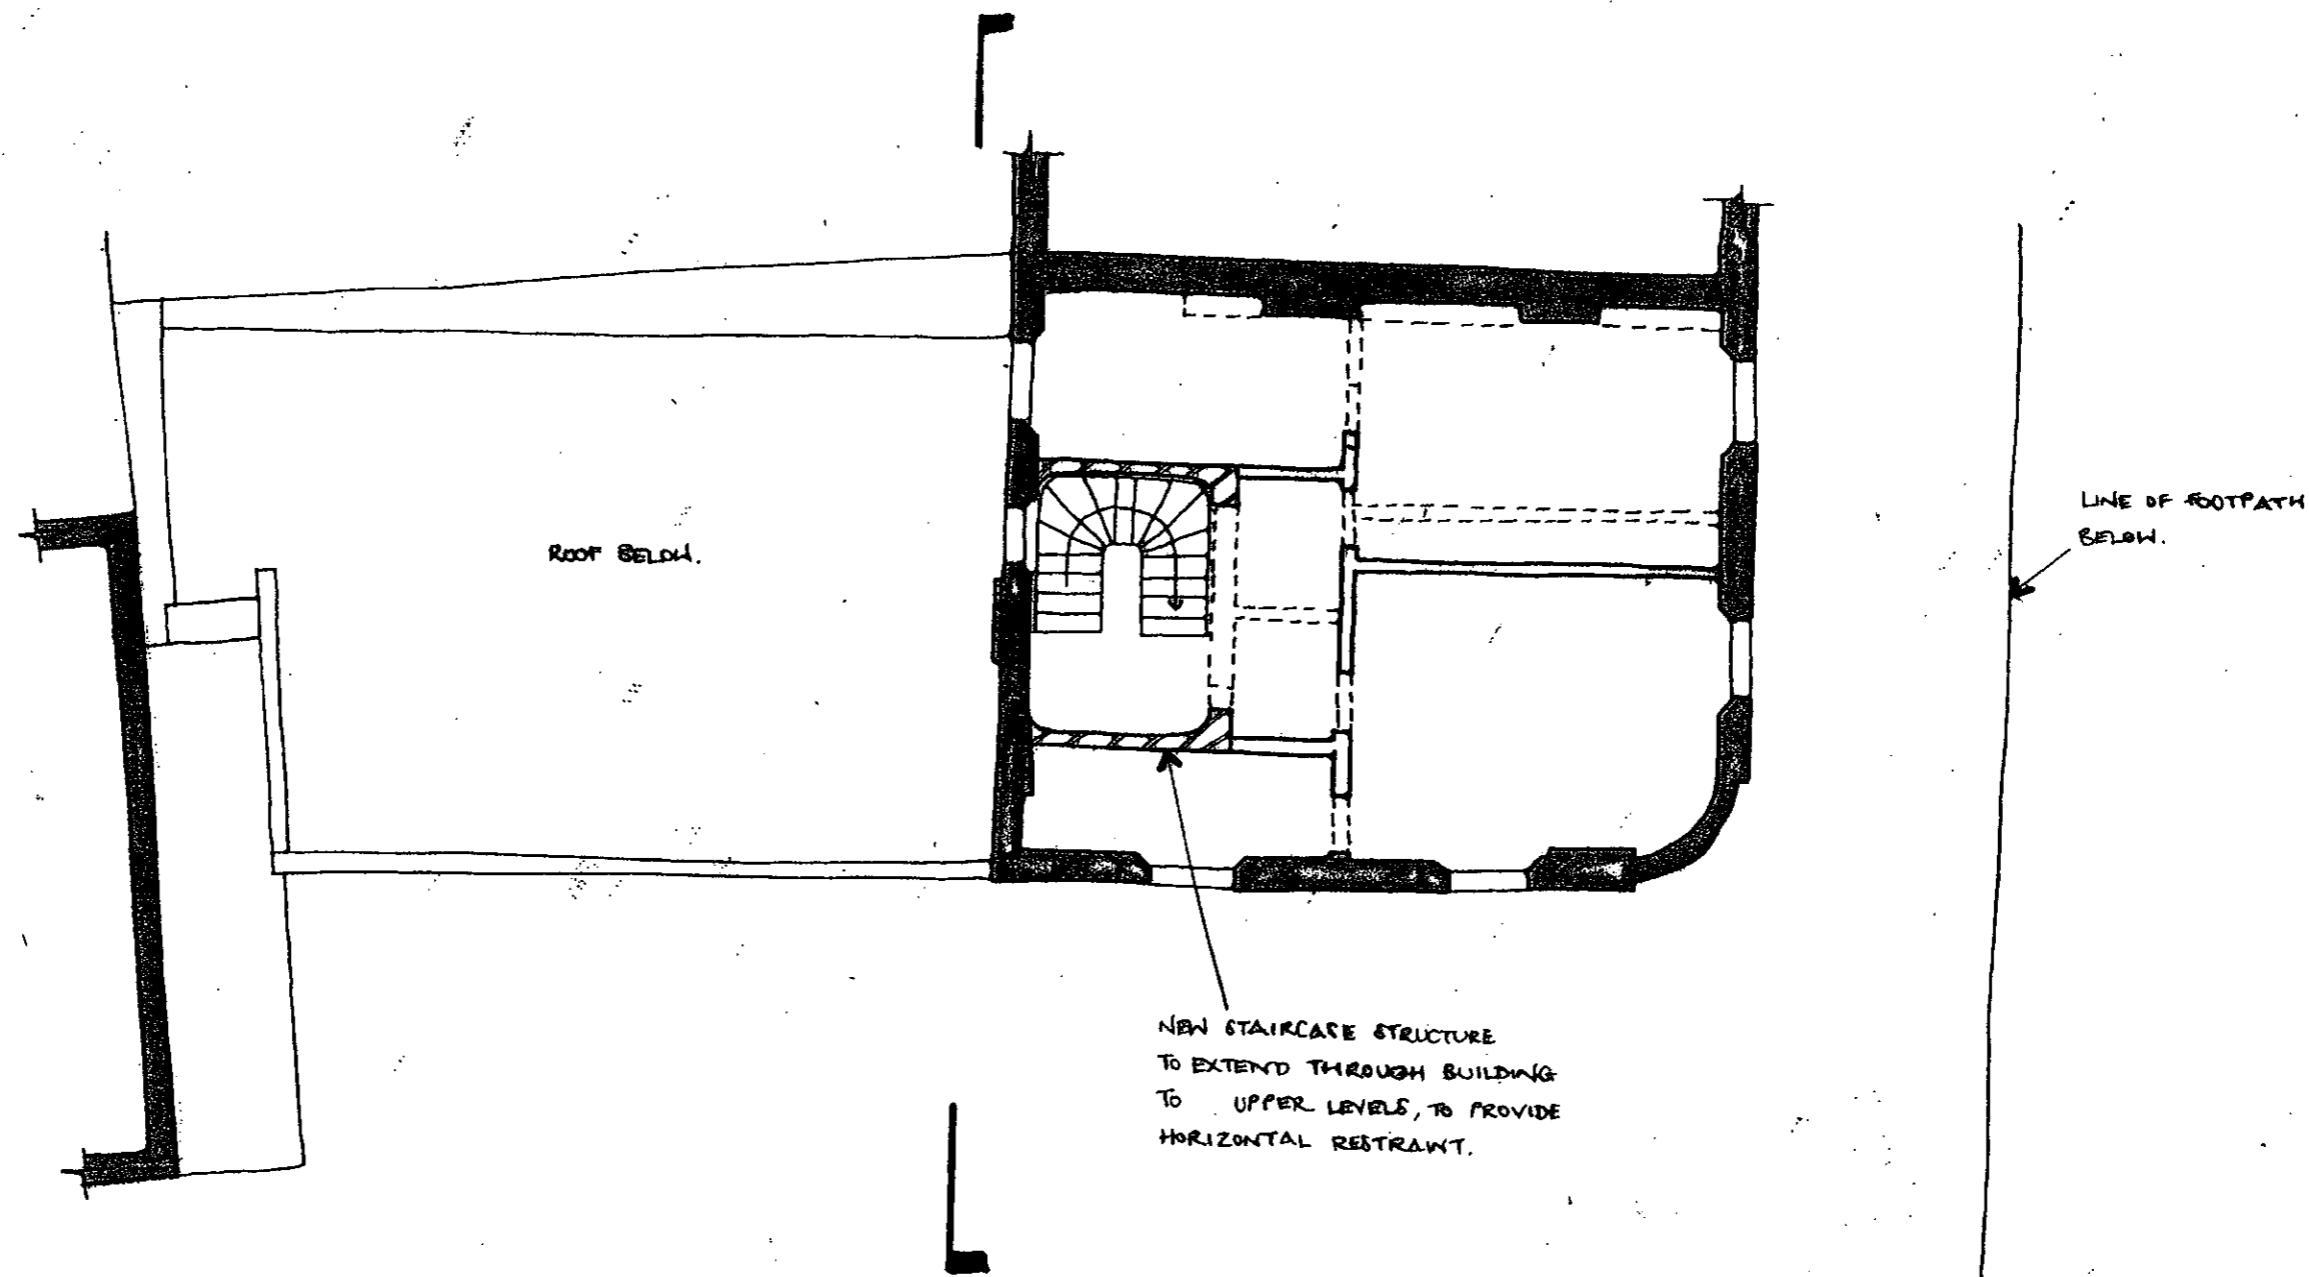 ROOF BELOW.
LINE OF FOOTPATH
BELOW.
NEW STAIRCASE STRUCTURE
TO EXTEND THROUGH BUILDING
TO UPPER LEVELS, TO PROVIDE
HORIZONTAL RESTRAINT.